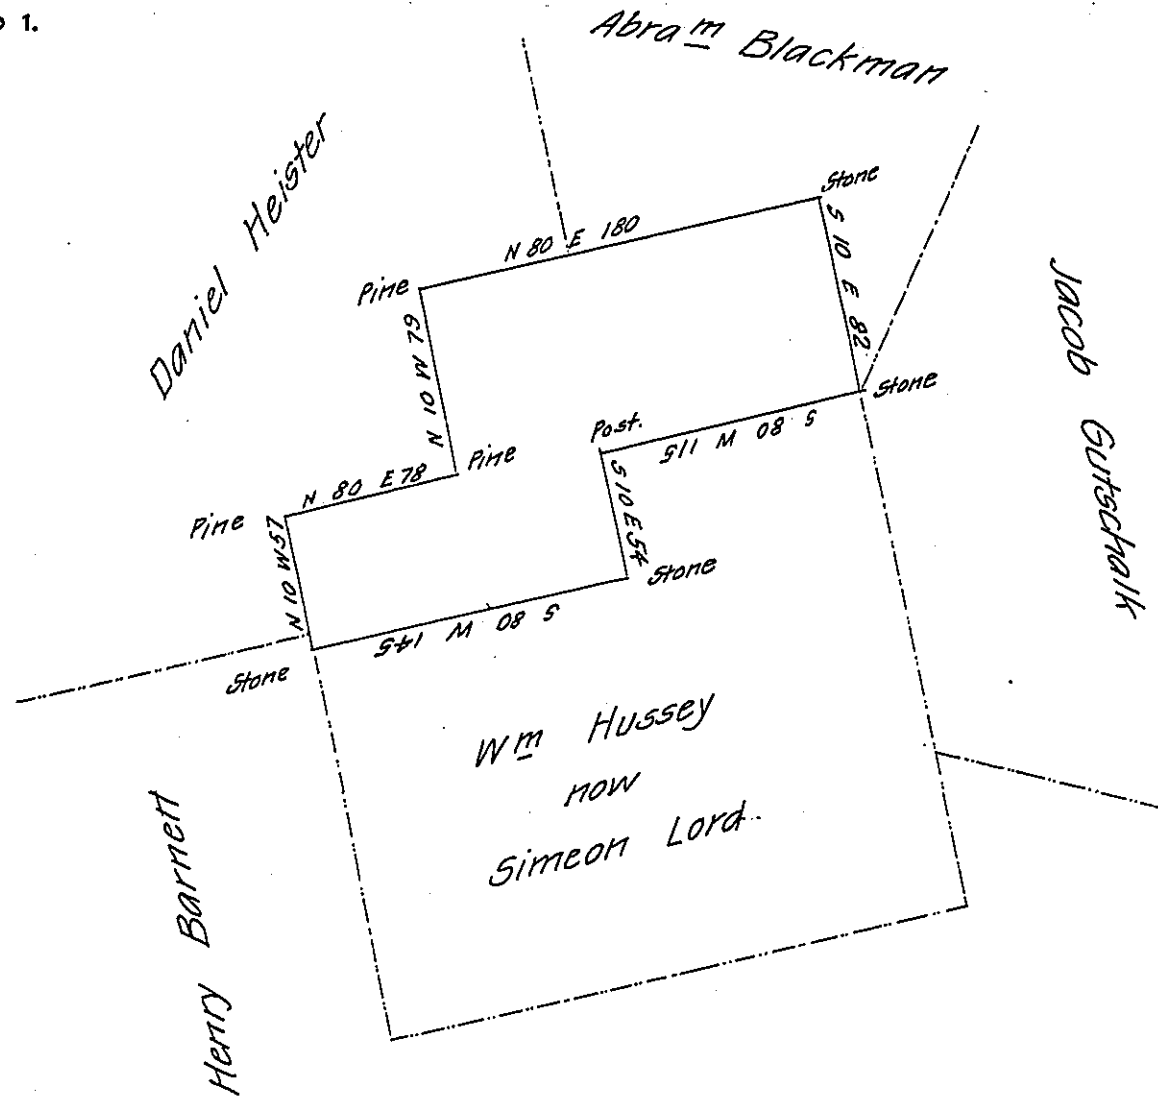 1.
Abram Blackman
Daniel Heister
Stone
N 80 E 180
S 10 E 82
Pine
N 10 W 79
Jacob Gutschalk
Stone
Post.
S 80 W 115
Pine
N 80 E 78
S 10 E 54
Pine
N 10 W 57
Stone
S 80 W 145
Stone
Wm Hussey
now
Simeon Lord
Henry Barnett